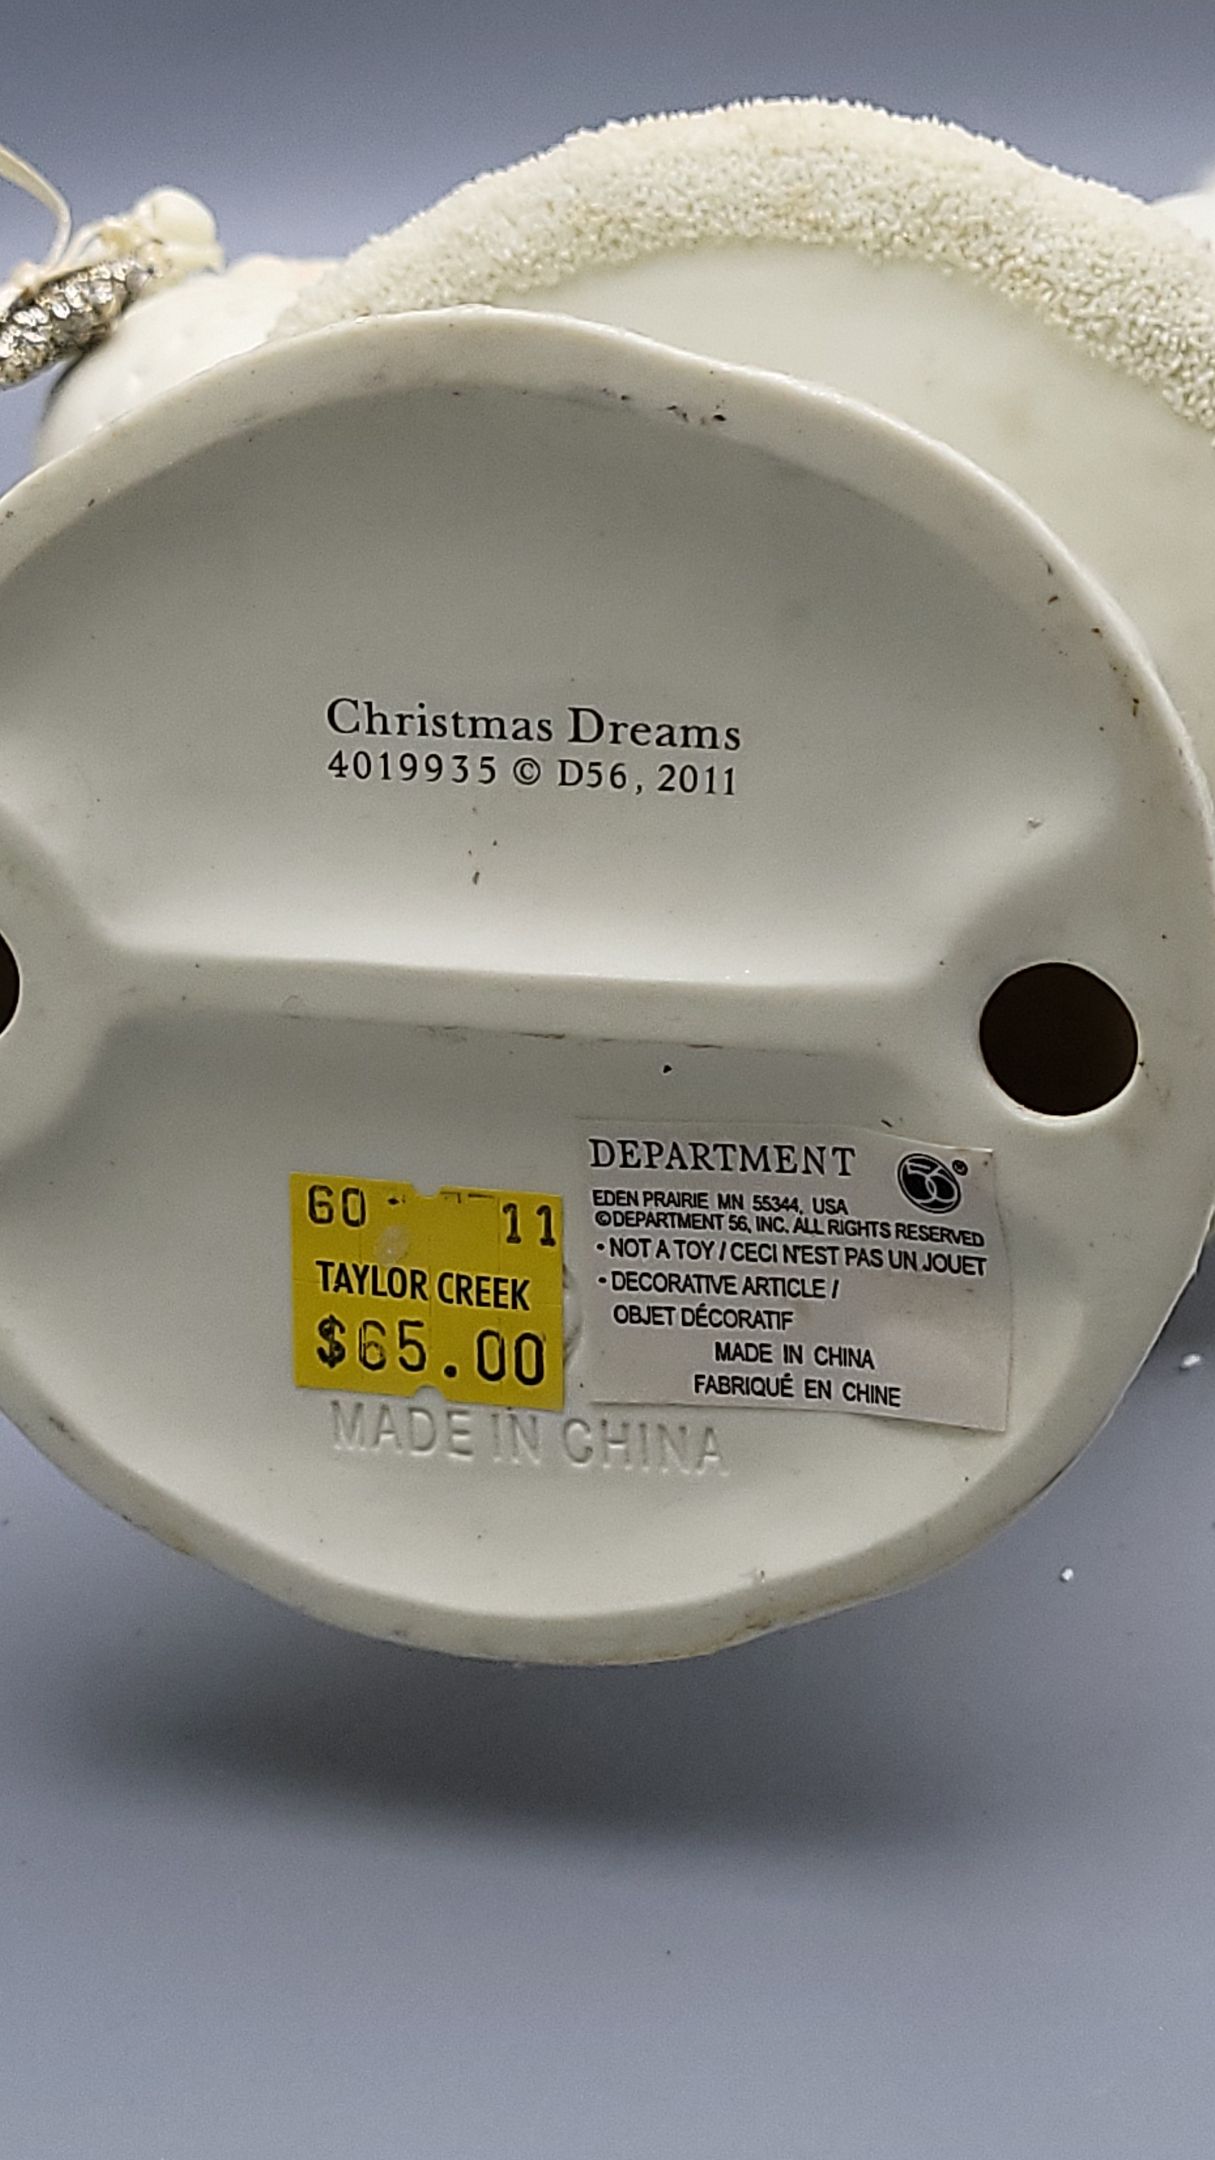 Christmas Dreams
4019935 © D56, 2011
DEPARTMENT 56®
EDEN PRAIRIE MN 55344, USA
©DEPARTMENT 56, INC. ALL RIGHTS RESERVED
• NOT A TOY / CECI N'EST PAS UN JOUET
• DECORATIVE ARTICLE /
OBJET DÉCORATIF
MADE IN CHINA
FABRIQUÉ EN CHINE
60 11
TAYLOR CREEK
$65.00
MADE IN CHINA